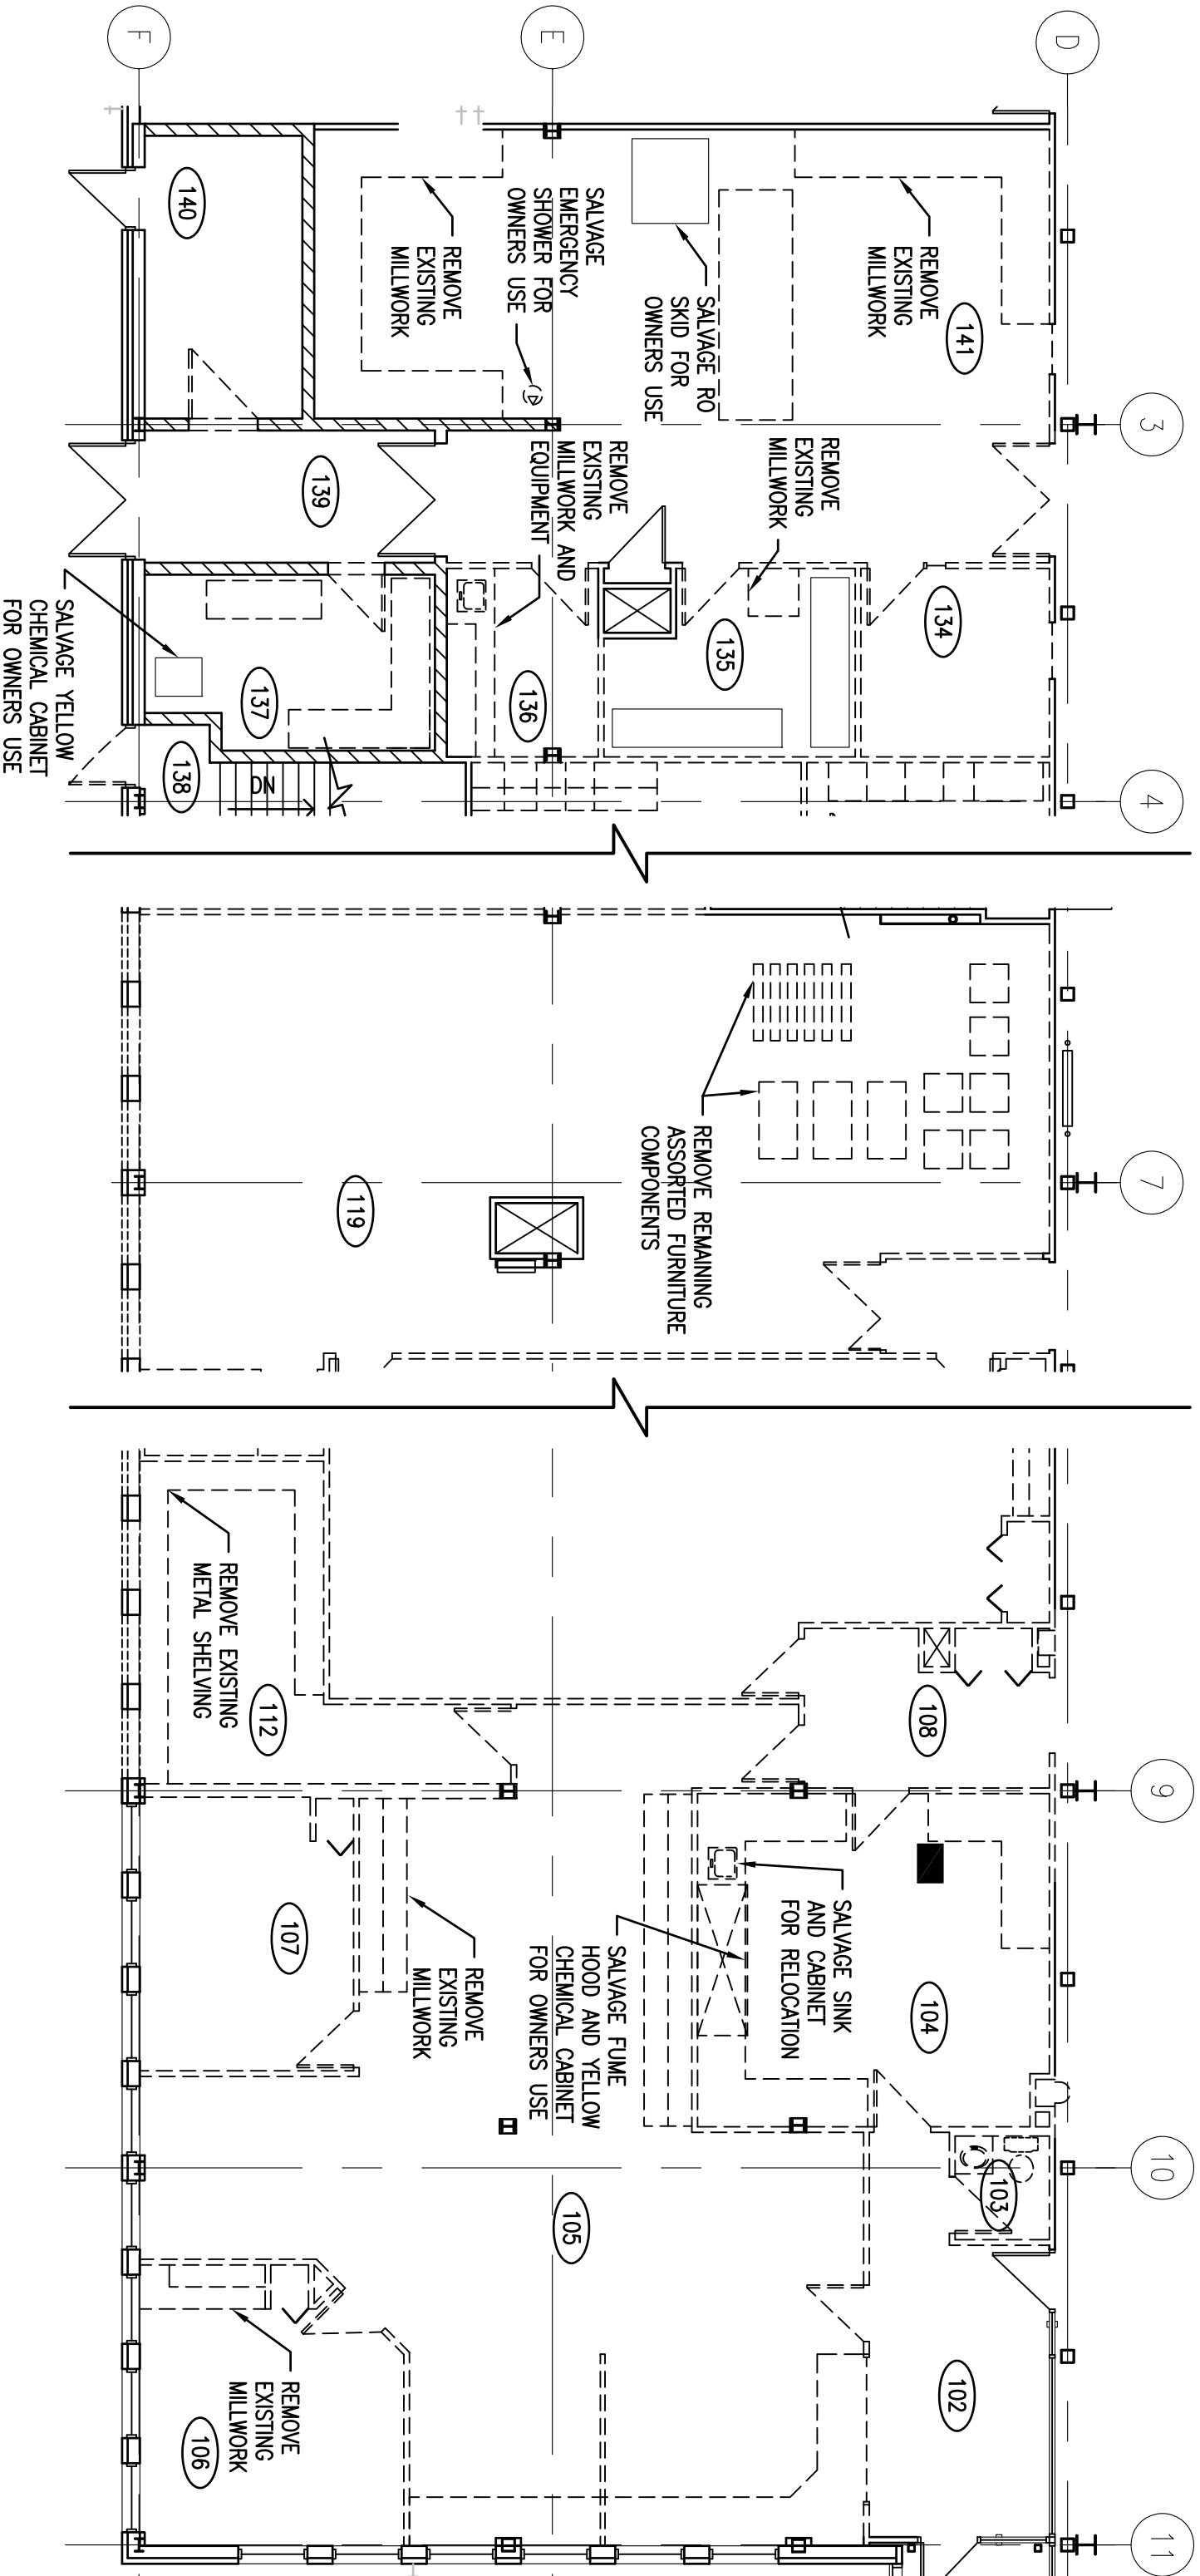 D
E
F
3
4
7
9
10
11
141
REMOVE
EXISTING
MILLWORK
SALVAGE RO
SKID FOR
OWNERS USE
SALVAGE
EMERGENCY
SHOWER FOR
OWNERS USE
REMOVE
EXISTING
MILLWORK
140
139
REMOVE
EXISTING
MILLWORK
REMOVE
EXISTING
MILLWORK AND
EQUIPMENT
134
135
136
137
138
DN
SALVAGE YELLOW
CHEMICAL CABINET
FOR OWNERS USE
REMOVE REMAINING
ASSORTED FURNITURE
COMPONENTS
119
REMOVE EXISTING
METAL SHELVING
112
108
107
REMOVE
EXISTING
MILLWORK
SALVAGE SINK
AND CABINET
FOR RELOCATION
SALVAGE FUME
HOOD AND YELLOW
CHEMICAL CABINET
FOR OWNERS USE
104
103
105
102
REMOVE
EXISTING
MILLWORK
106